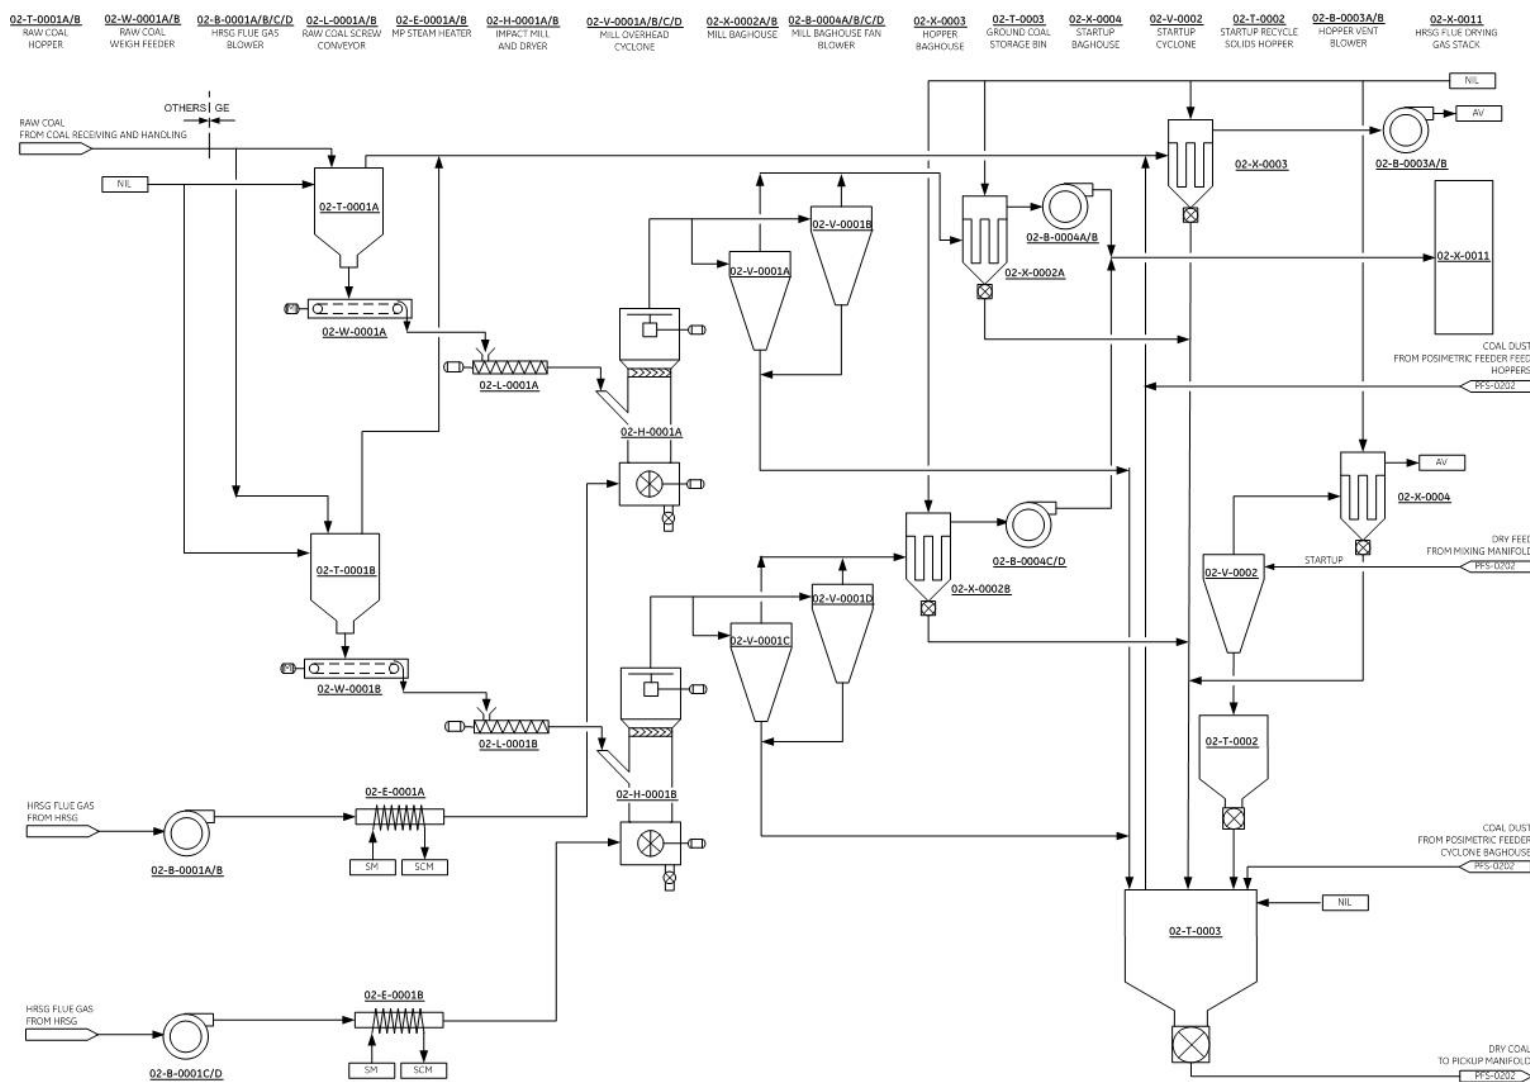 02-T-0001A/B
RAW COAL
HOPPER
02-W-0001A/B
RAW COAL
WEIGH FEEDER
02-B-0001A/B/C/D
HRSG FLUE GAS
BLOWER
02-L-0001A/B
RAW COAL SCREW
CONVEYOR
02-E-0001A/B
MP STEAM HEATER
02-H-0001A/B
IMPACT MILL
AND DRYER
02-V-0001A/B/C/D
MILL OVERHEAD
CYCLONE
02-X-0002A/B
MILL BAGHOUSE
02-B-0004A/B/C/D
MILL BAGHOUSE FAN
BLOWER
02-X-0003
HOPPER
BAGHOUSE
02-T-0003
GROUND COAL
STORAGE BIN
02-X-0004
STARTUP
BAGHOUSE
02-V-0002
STARTUP
CYCLONE
02-T-0002
STARTUP RECYCLE
SOLIDS HOPPER
02-B-0003A/B
HOPPER VENT
BLOWER
02-X-0011
HRSG FLUE DRYING
GAS STACK
NIL
OTHERS GE
RAW COAL
FROM COAL RECEIVING AND HANDLING
AV
02-B-0003A/B
02-X-0003
NIL
02-T-0001A
02-V-0001B
02-B-0004A/B
02-X-0011
02-V-0001A
02-X-0002A
02-W-0001A
COAL DUST
FROM POSIMETRIC FEEDER FEED
HOPPERS
PFS-0202
02-L-0001A
02-H-0001A
AV
02-X-0004
DRY FEED
FROM MIXING MANIFOLD
STARTUP
PFS-0202
02-V-0002
02-B-0004C/D
02-T-0001B
02-X-0002B
02-V-0001D
02-V-0001C
02-W-0001B
02-L-0001B
02-T-0002
02-E-0001A
02-H-0001B
HRSG FLUE GAS
FROM HRSG
02-B-0001A/B
SM
SCM
COAL DUST
FROM POSIMETRIC FEEDER
CYCLONE BAGHOUSE
PFS-0202
NIL
02-T-0003
02-E-0001B
HRSG FLUE GAS
FROM HRSG
02-B-0001C/D
SM
SCM
DRY COAL
TO PICKUP MANIFOLD
PFS-0202